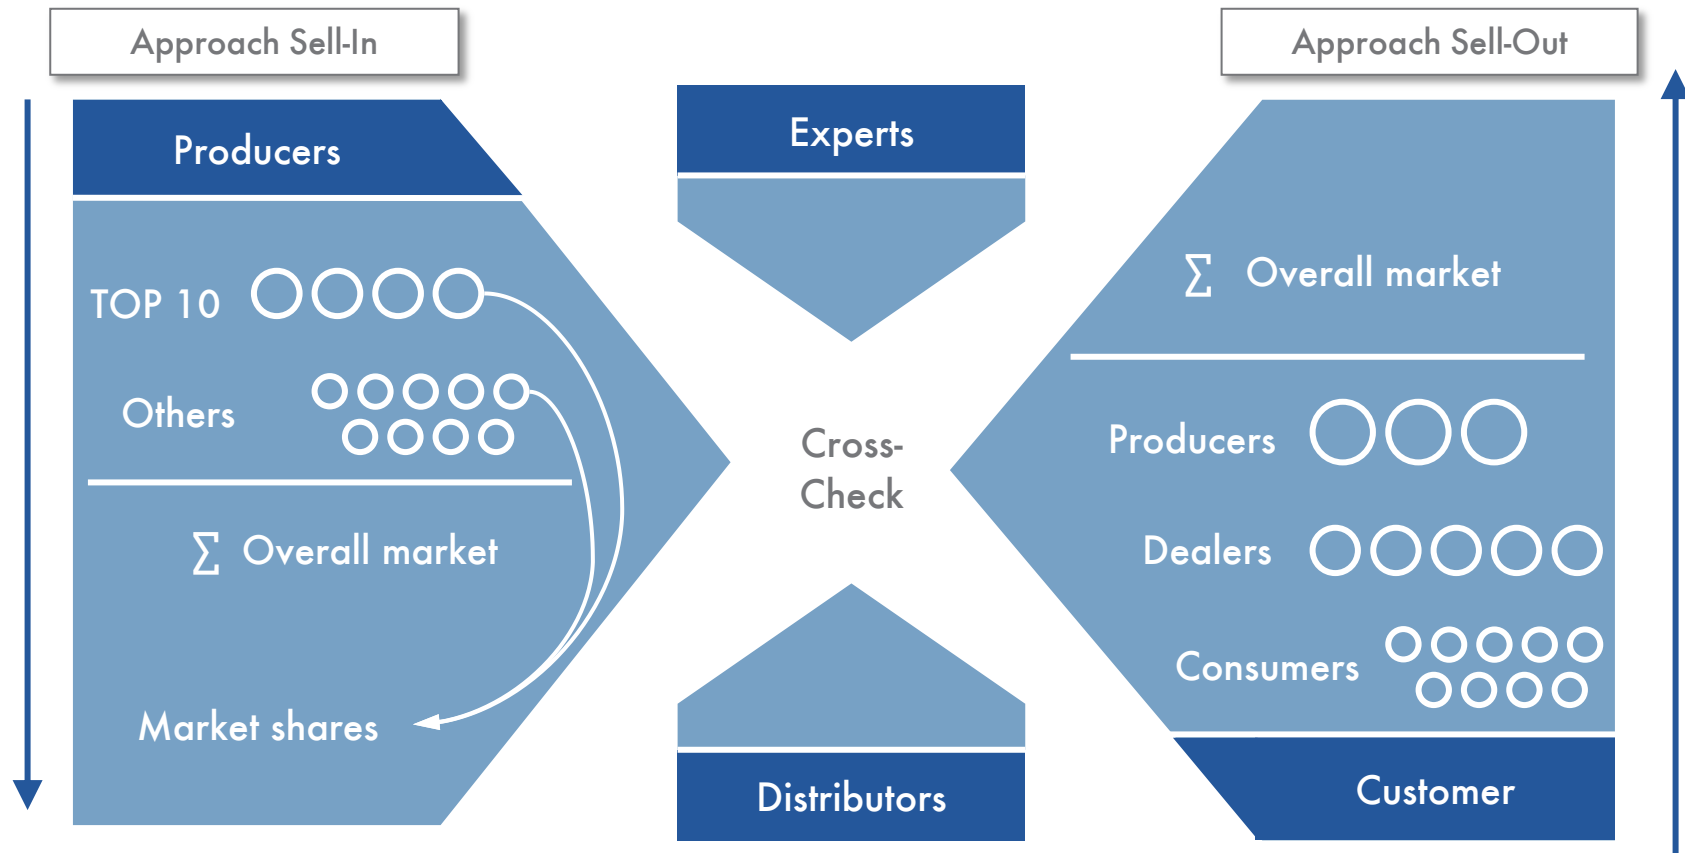 Approach Sell-In
Producers
TOP 10
Others
∑ Overall market
Market shares
Experts
Cross-
Check
Distributors
Approach Sell-Out
∑ Overall market
Producers
Dealers
Consumers
Customer